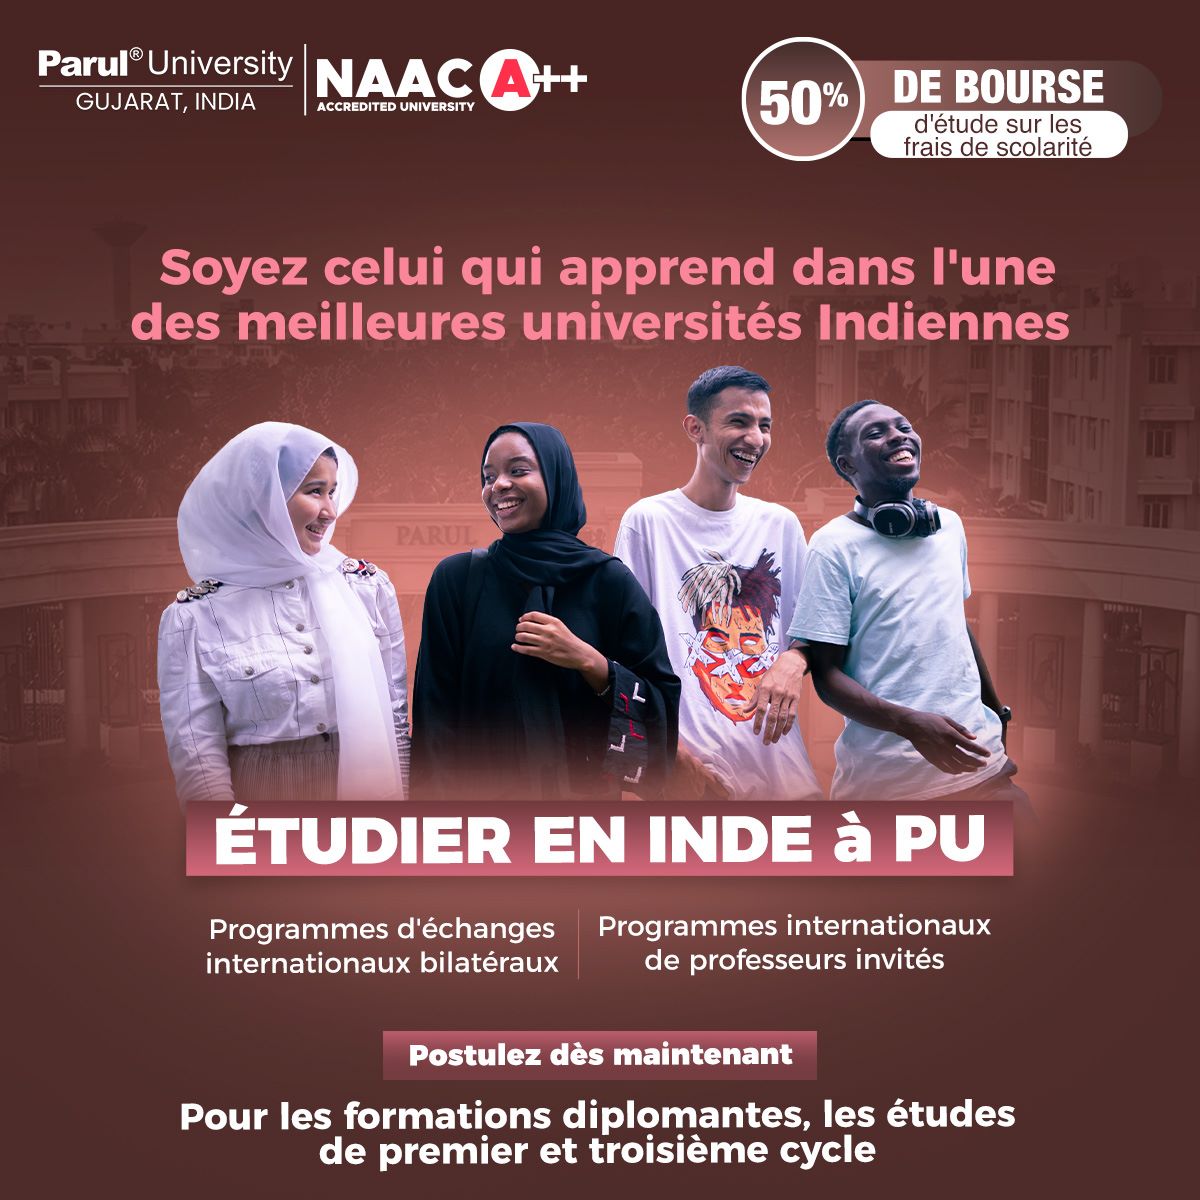 Parul® University
GUJARAT, INDIA
NAAC A++
ACCREDITED UNIVERSITY
50%
DE BOURSE
d'étude sur les
frais de scolarité
Soyez celui qui apprend dans l'une
des meilleures universités Indiennes
PARUL
ÉTUDIER EN INDE à PU
Programmes d'échanges
internationaux bilatéraux
Programmes internationaux
de professeurs invités
Postulez dès maintenant
Pour les formations diplomantes, les études
de premier et troisième cycle